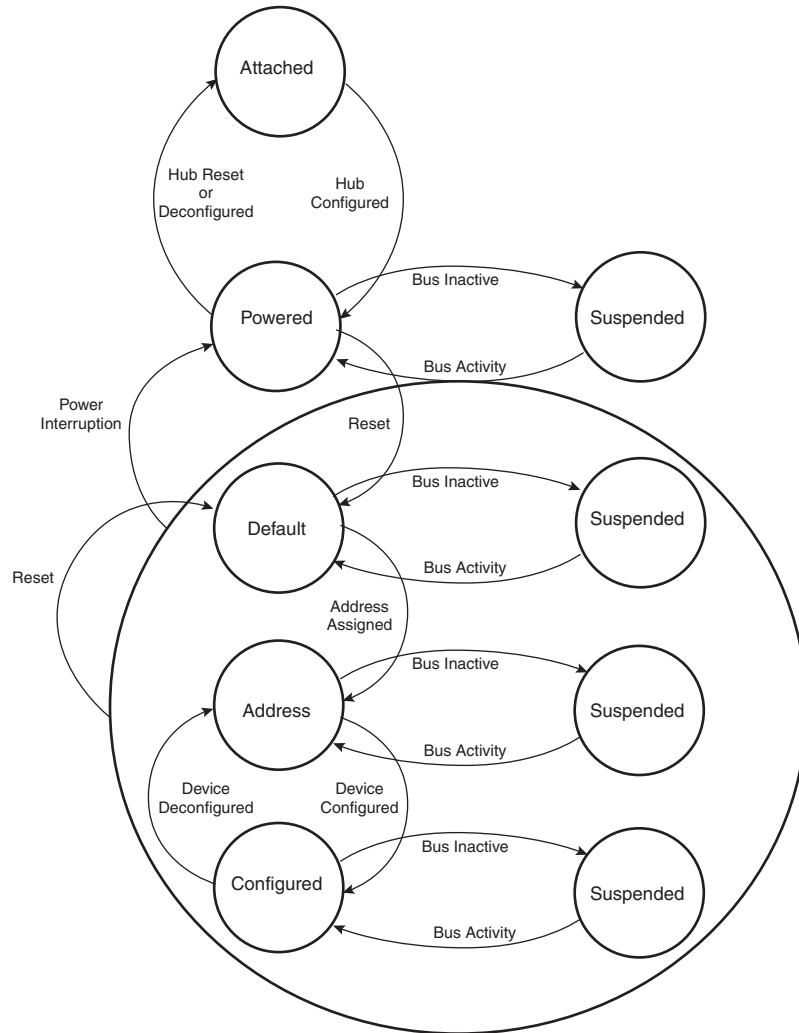 Attached
Hub Reset
or
Deconfigured
Hub
Configured
Bus Inactive
Powered
Suspended
Bus Activity
Power
Interruption
Reset
Bus Inactive
Default
Suspended
Bus Activity
Reset
Address
Assigned
Bus Inactive
Address
Suspended
Bus Activity
Device
Deconfigured
Device
Configured
Bus Inactive
Configured
Suspended
Bus Activity